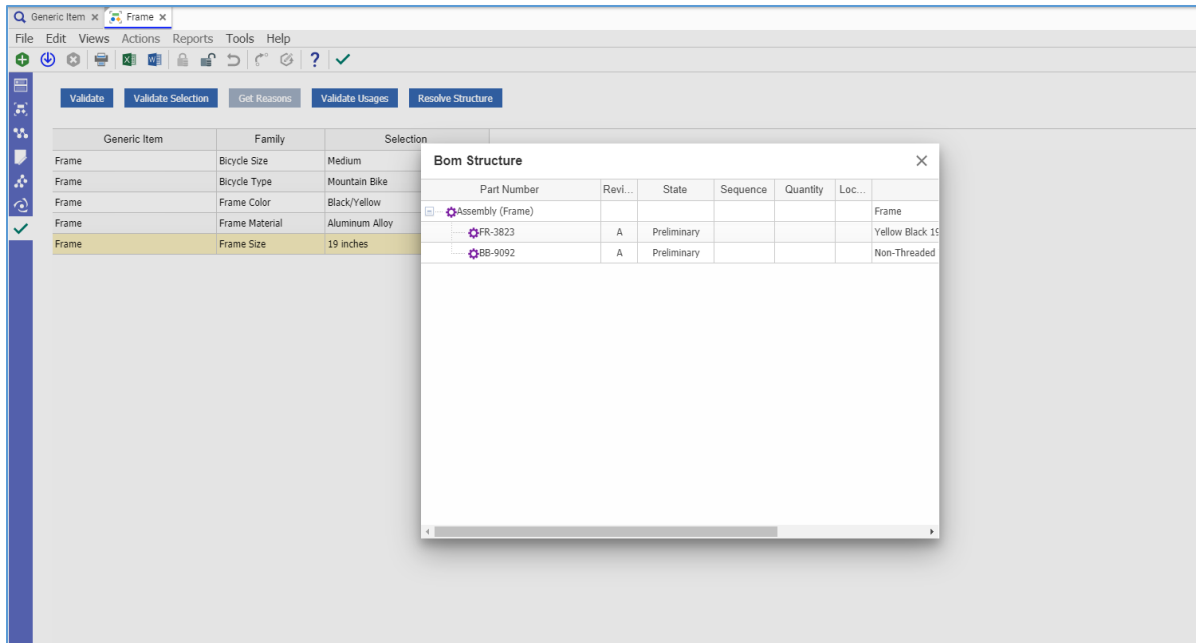 Generic Item × Frame ×
File Edit Views Actions Reports Tools Help
Validate Validate Selection Get Reasons Validate Usages Resolve Structure
Generic Item Family Selection
Frame Bicycle Size Medium
Frame Bicycle Type Mountain Bike
Frame Frame Color Black/Yellow
Frame Frame Material Aluminum Alloy
Frame Frame Size 19 inches
Bom Structure
Part Number Revi... State Sequence Quantity Loc...
Assembly (Frame) Frame
FR-3823 A Preliminary Yellow Black 19
BB-9092 A Preliminary Non-Threaded